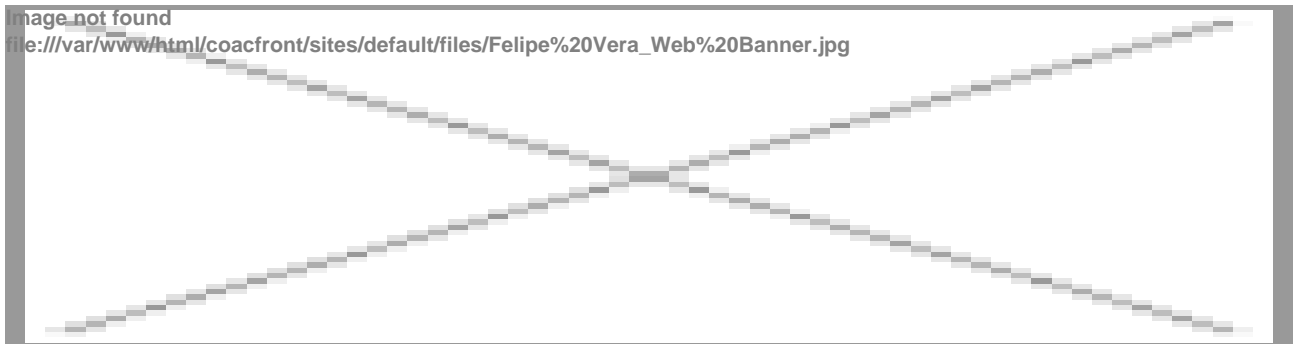 Image not found
file:///var/www/html/coacfront/sites/default/files/Felipe%20Vera_Web%20Banner.jpg